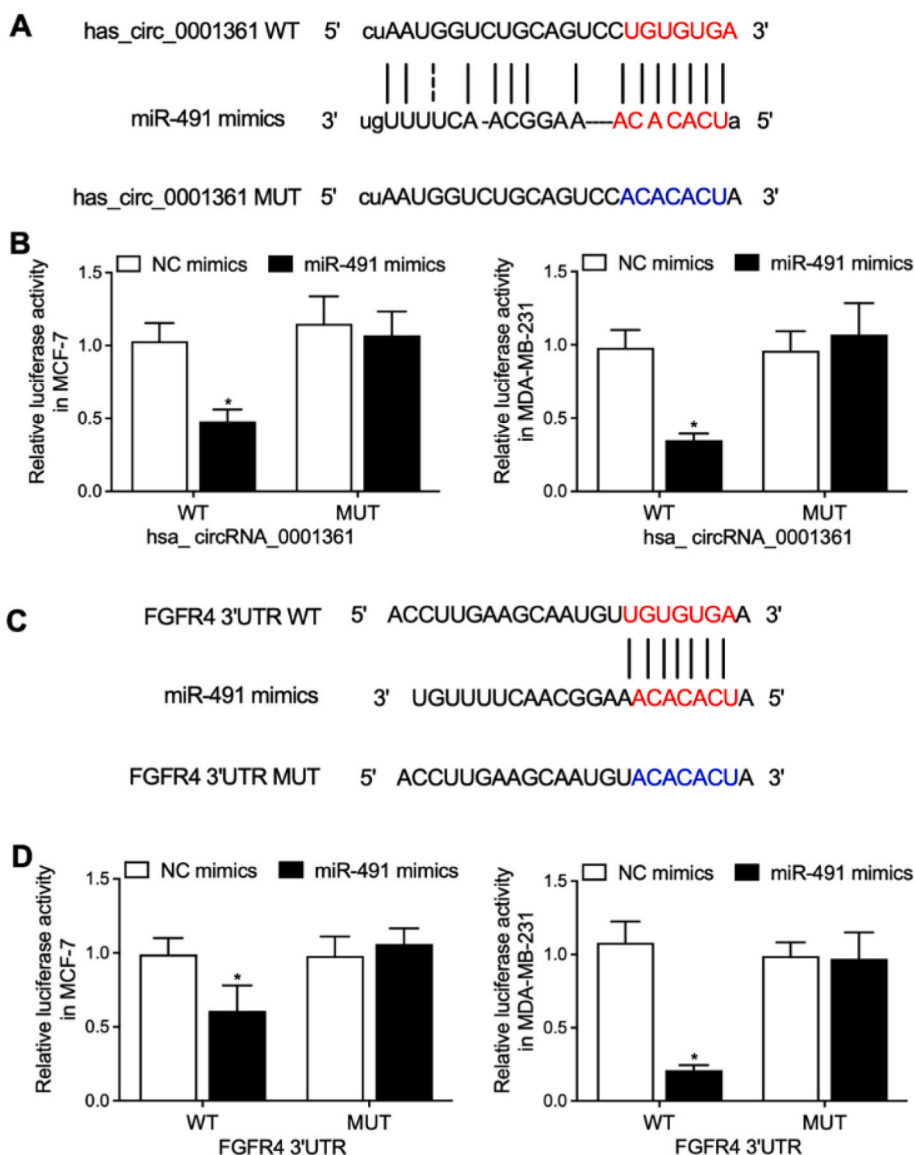 A
has_circ_0001361 WT 5' cuAAUGGUCUGCAGUCCUGUGUGA 3'
miR-491 mimics 3' ugUUUUCA-ACGGAA----ACACACUa 5'
has_circ_0001361 MUT 5' cuAAUGGUCUGCAGUCCACACACUA 3'
B
NC mimics miR-491 mimics
Relative luciferase activity
in MCF-7
1.5
1.0
0.5
0.0
*
WT MUT
hsa_ circRNA_0001361
NC mimics miR-491 mimics
Relative luciferase activity
in MDA-MB-231
1.5
1.0
0.5
0.0
*
WT MUT
hsa_ circRNA_0001361
C
FGFR4 3'UTR WT 5' ACCUUGAAGCAAUGUUGUGUGAA 3'
miR-491 mimics 3' UGUUUUCAACGGAAACACACUA 5'
FGFR4 3'UTR MUT 5' ACCUUGAAGCAAUGUACACACUA 3'
D
NC mimics miR-491 mimics
Relative luciferase activity
in MCF-7
1.5
1.0
0.5
0.0
*
WT MUT
FGFR4 3'UTR
NC mimics miR-491 mimics
Relative luciferase activity
in MDA-MB-231
1.5
1.0
0.5
0.0
*
WT MUT
FGFR4 3'UTR